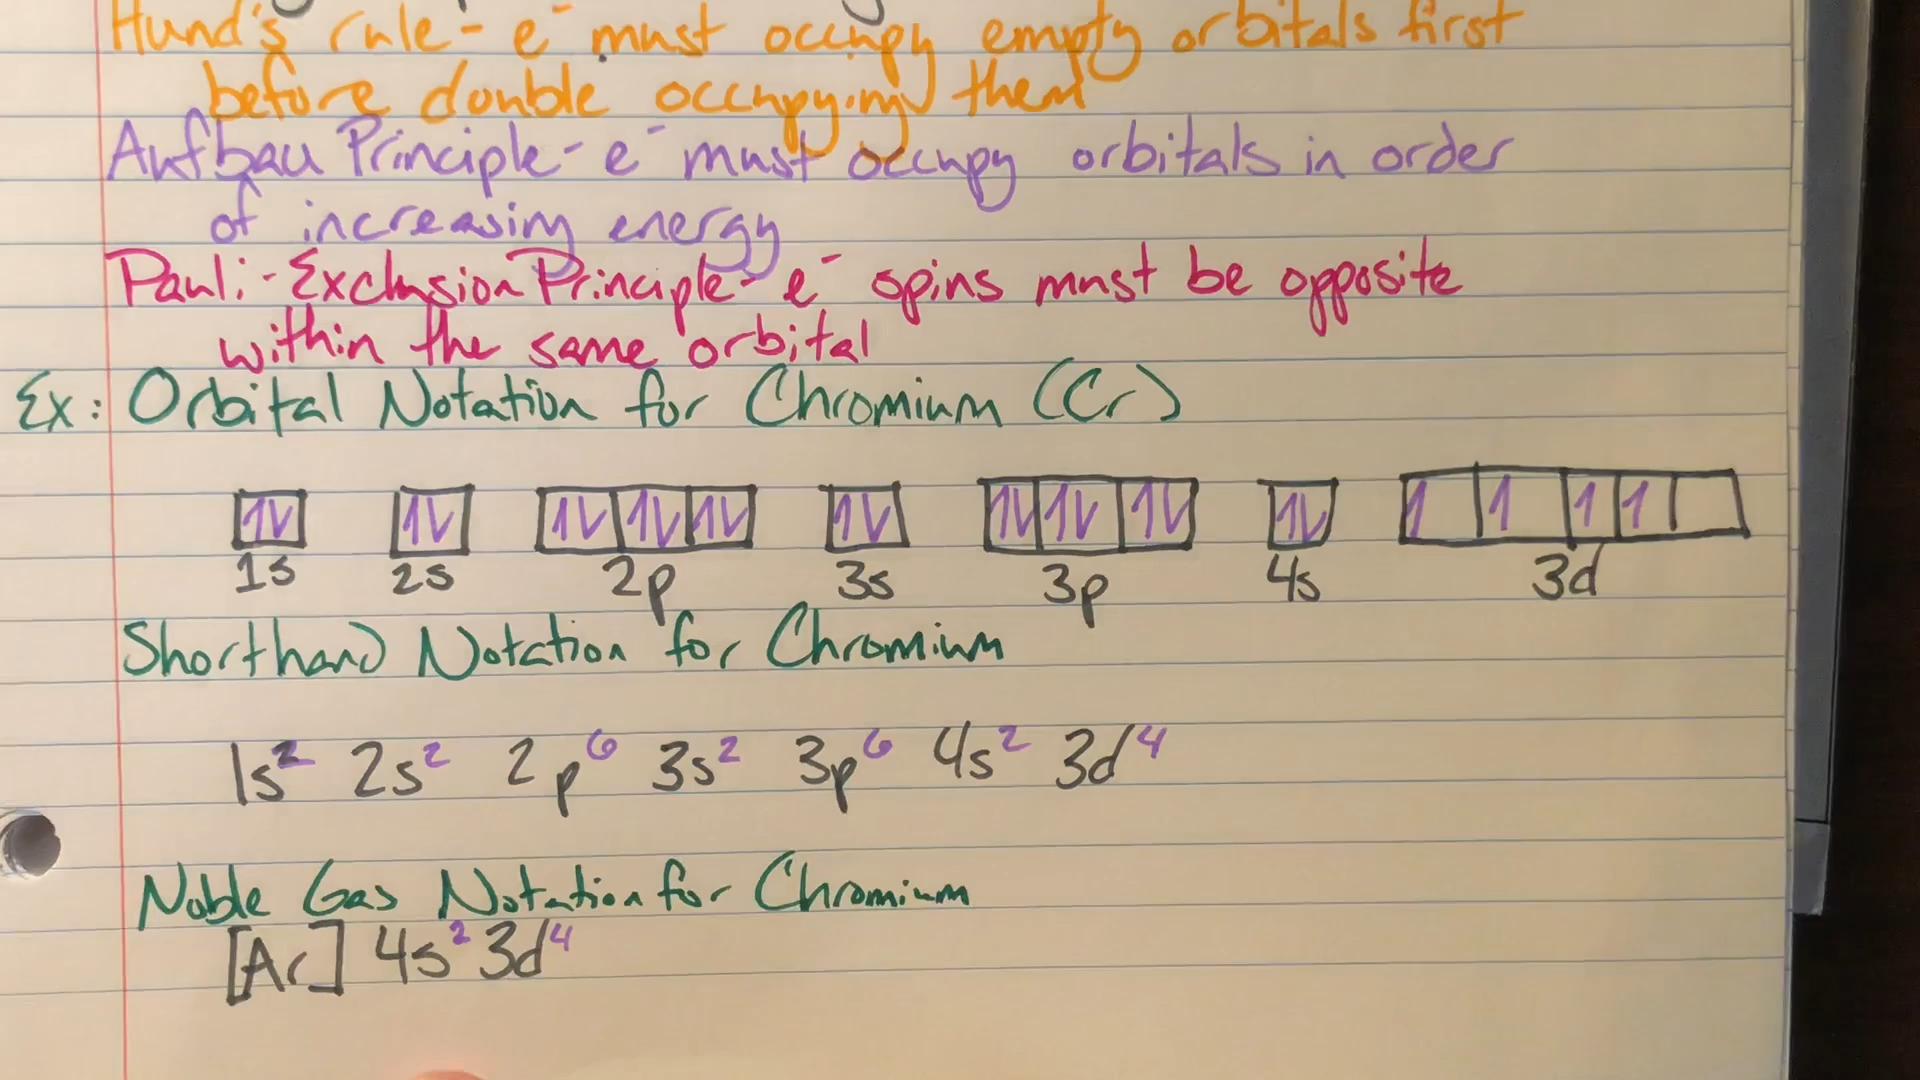 Hund's rule - e⁻ must occupy empty orbitals first
before double occupying them
Aufbau Principle - e⁻ must occupy orbitals in order
of increasing energy
Pauli-Exclusion Principle - e⁻ spins must be opposite
within the same orbital
Ex: Orbital Notation for Chromium (Cr)
1s 2s 2p 3s 3p 4s 3d
Shorthand Notation for Chromium
1s² 2s² 2p⁶ 3s² 3p⁶ 4s² 3d⁴
Noble Gas Notation for Chromium
[Ar] 4s² 3d⁴